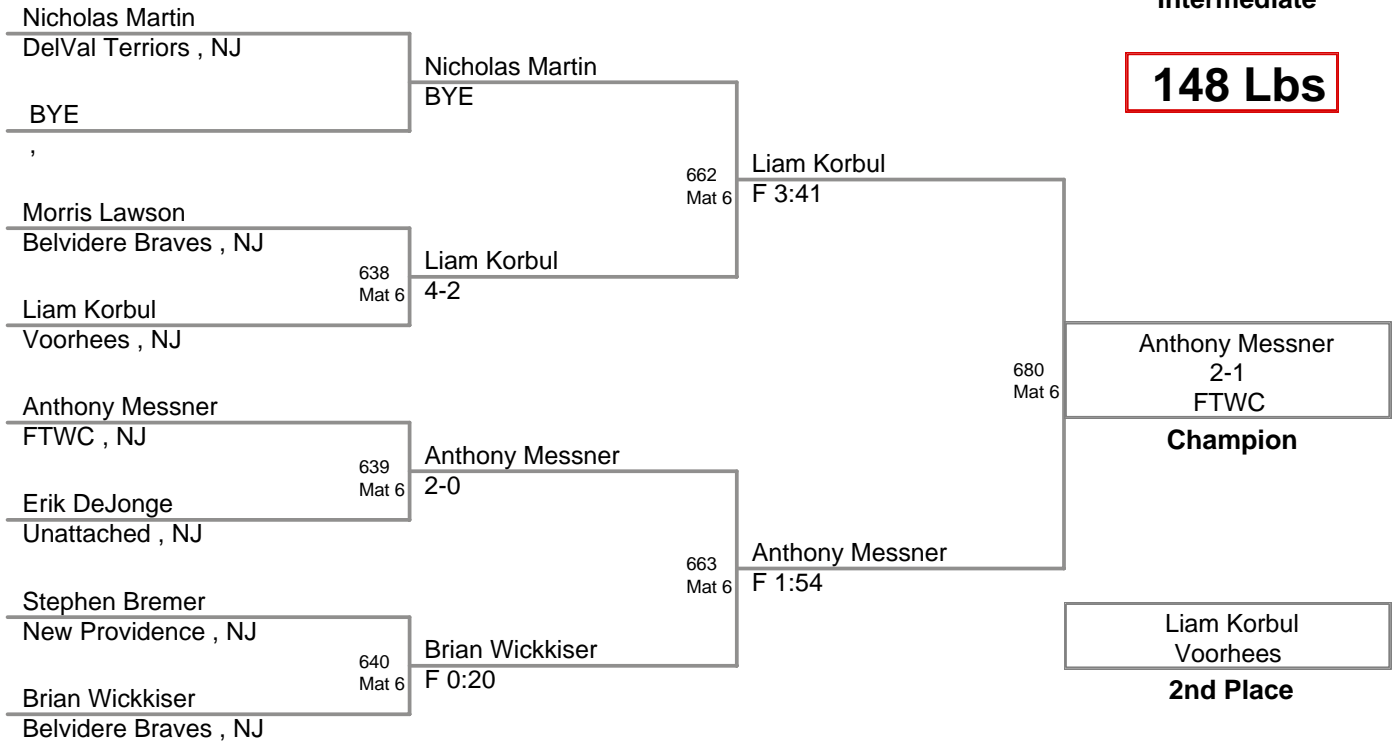 Intermediate
148 Lbs
Nicholas Martin
DelVal Terriors , NJ
BYE
,
Morris Lawson
Belvidere Braves , NJ
638
Mat 6
Liam Korbul
Voorhees , NJ
Anthony Messner
FTWC , NJ
639
Mat 6
Erik DeJonge
Unattached , NJ
Stephen Bremer
New Providence , NJ
640
Mat 6
Brian Wickkiser
Belvidere Braves , NJ
Nicholas Martin
BYE
662
Mat 6
Liam Korbul
4-2
Anthony Messner
2-0
663
Mat 6
Brian Wickkiser
F 0:20
Liam Korbul
F 3:41
680
Mat 6
Anthony Messner
F 1:54
Anthony Messner
2-1
FTWC
Champion
Liam Korbul
Voorhees
2nd Place